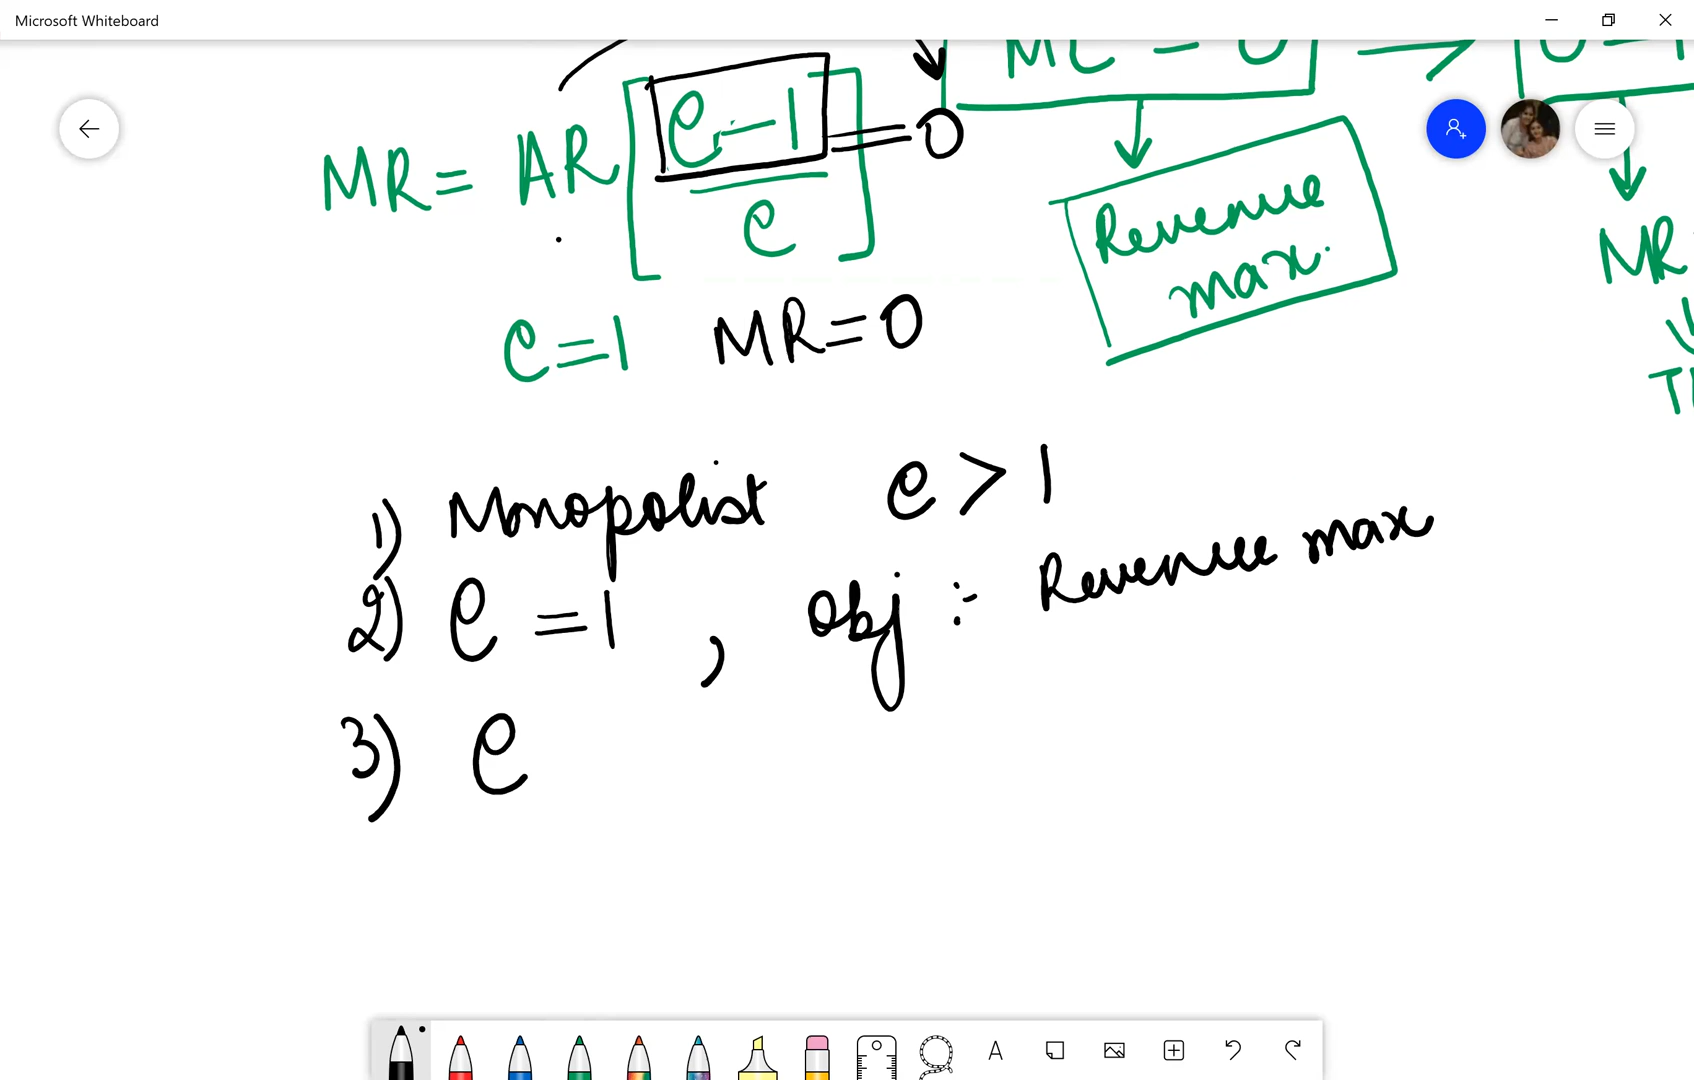 Microsoft Whiteboard
MC = 0
MR = AR [ e-1 / e ] = 0
Revenue
max.
MR
e=1 MR=0
1) Monopolist e > 1
2) e = 1 , obj : Revenue max
3) e
A